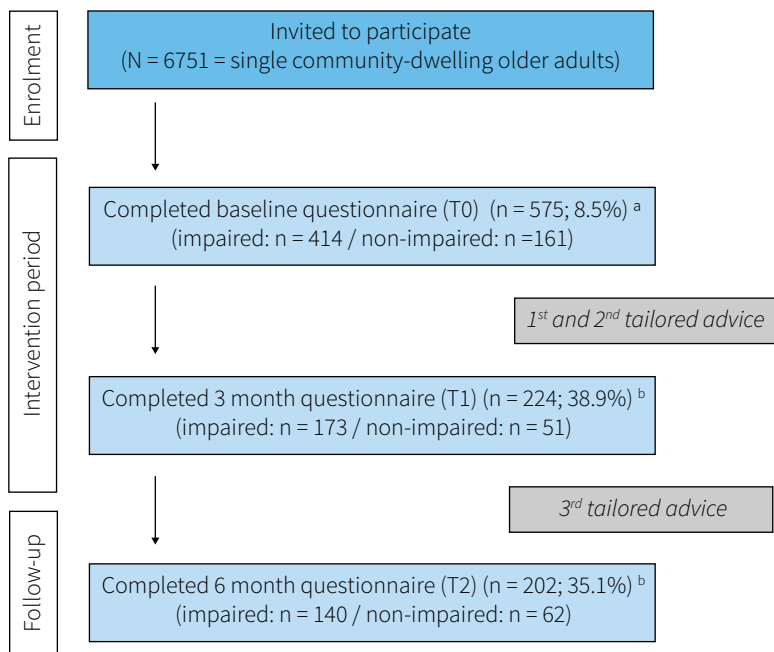 Enrolment
Invited to participate
(N = 6751 = single community-dwelling older adults)
Intervention period
Completed baseline questionnaire (T0)  (n = 575; 8.5%) ᵃ
(impaired: n = 414 / non-impaired: n =161)
1ˢᵗ and 2ⁿᵈ tailored advice
Completed 3 month questionnaire (T1) (n = 224; 38.9%) ᵇ
(impaired: n = 173 / non-impaired: n = 51)
3ʳᵈ tailored advice
Follow-up
Completed 6 month questionnaire (T2) (n = 202; 35.1%) ᵇ
(impaired: n = 140 / non-impaired: n = 62)